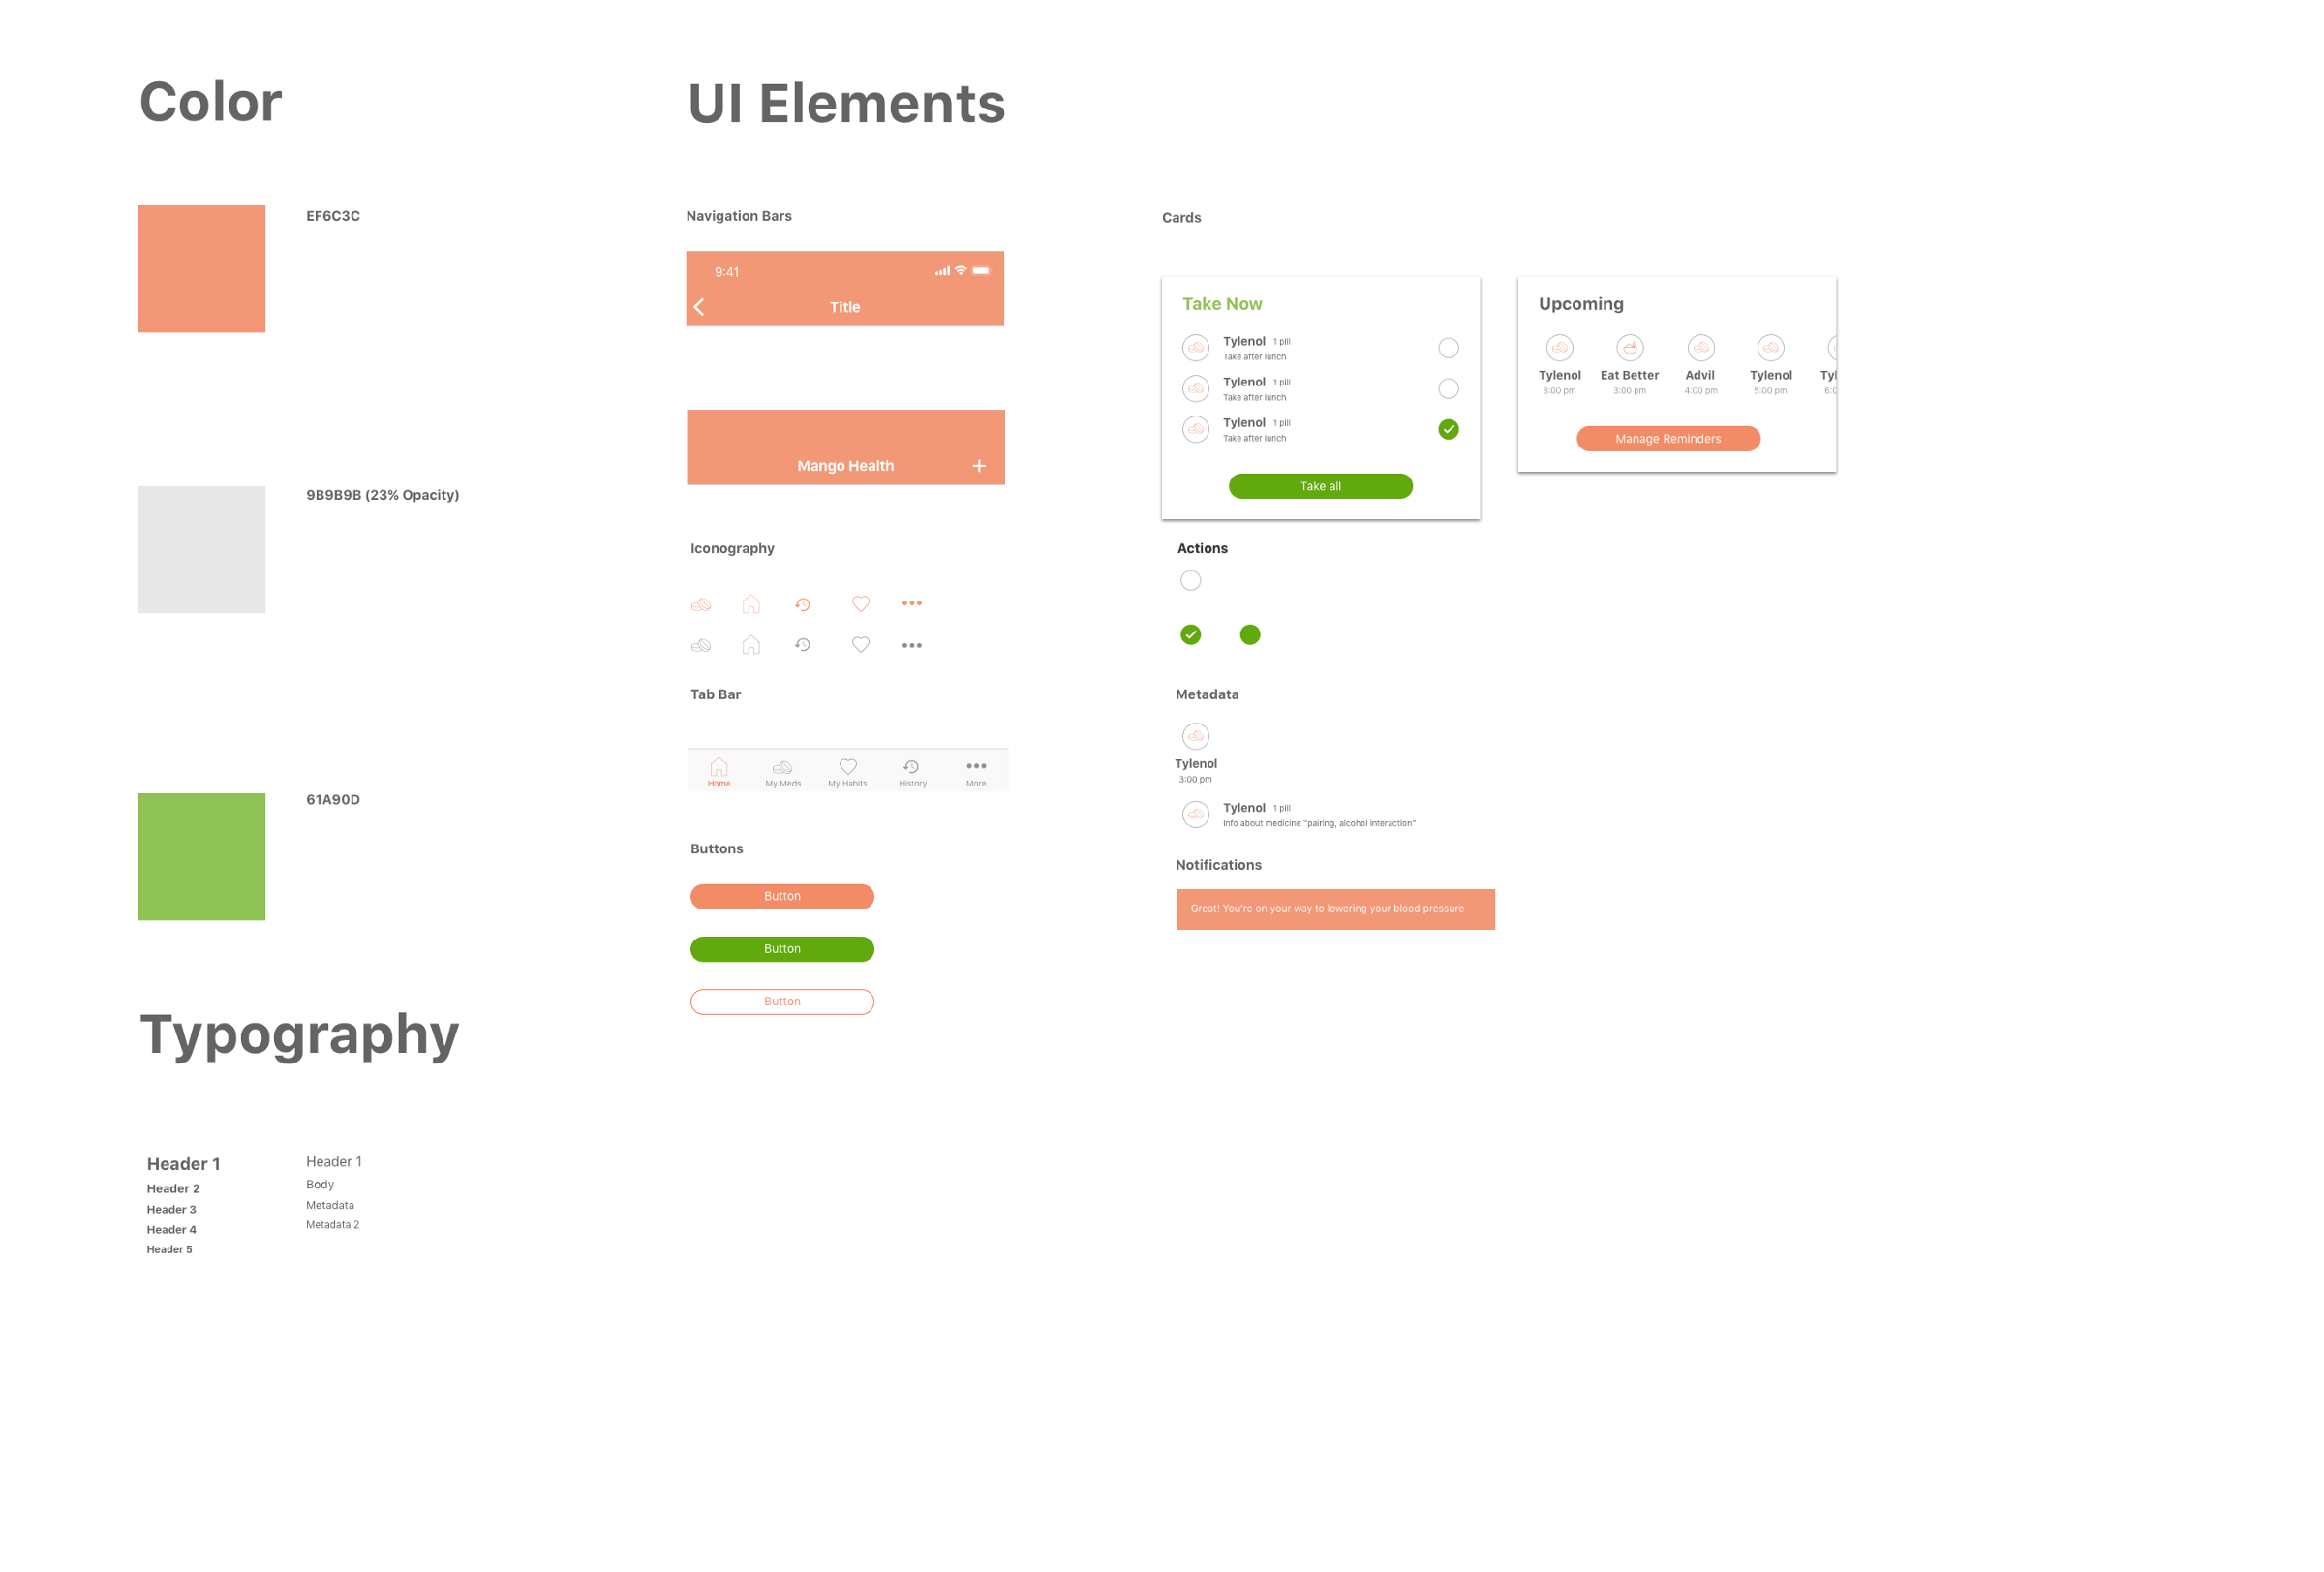 Color
EF6C3C
9B9B9B (23% Opacity)
61A90D
Typography
Header 1
Header 2
Header 3
Header 4
Header 5
Header 1
Body
Metadata
Metadata 2
UI Elements
Navigation Bars
9:41
Title
Mango Health
Iconography
Tab Bar
Home My Meds My Habits History More
Buttons
Button
Button
Button
Cards
Take Now
Tylenol 1 pill
Take after lunch
Tylenol 1 pill
Take after lunch
Tylenol 1 pill
Take after lunch
Take all
Upcoming
Tylenol Eat Better Advil Tylenol Tyl
3:00 pm 3:00 pm 4:00 pm 5:00 pm 6:0
Manage Reminders
Actions
Metadata
Tylenol
3:00 pm
Tylenol 1 pill
Info about medicine "pairing, alcohol interaction"
Notifications
Great! You're on your way to lowering your blood pressure